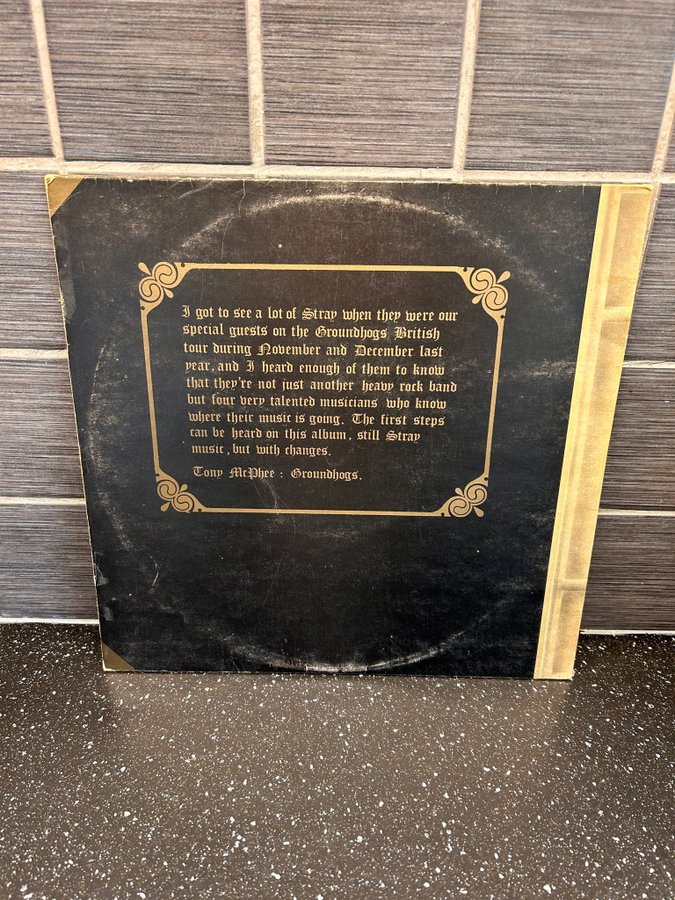 I got to see a lot of Stray when they were our
special guests on the Groundhogs British
tour during November and December last
year, and I heard enough of them to know
that they're not just another heavy rock band
but four very talented musicians who know
where their music is going. The first steps
can be heard on this album, still Stray
music, but with changes.
Tony McPhee : Groundhogs.